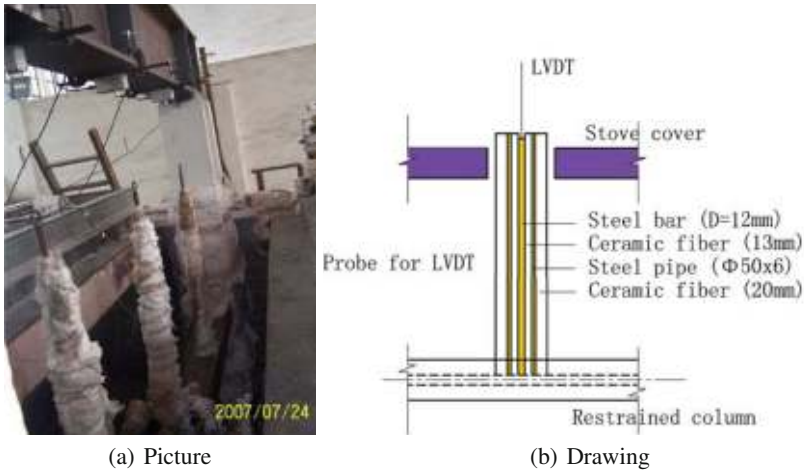 LVDT
Stove cover
Steel bar (D=12mm)
Ceramic fiber (13mm)
Probe for LVDT
Steel pipe (Φ50x6)
Ceramic fiber (20mm)
2007/07/24
Restrained column
(a) Picture
(b) Drawing